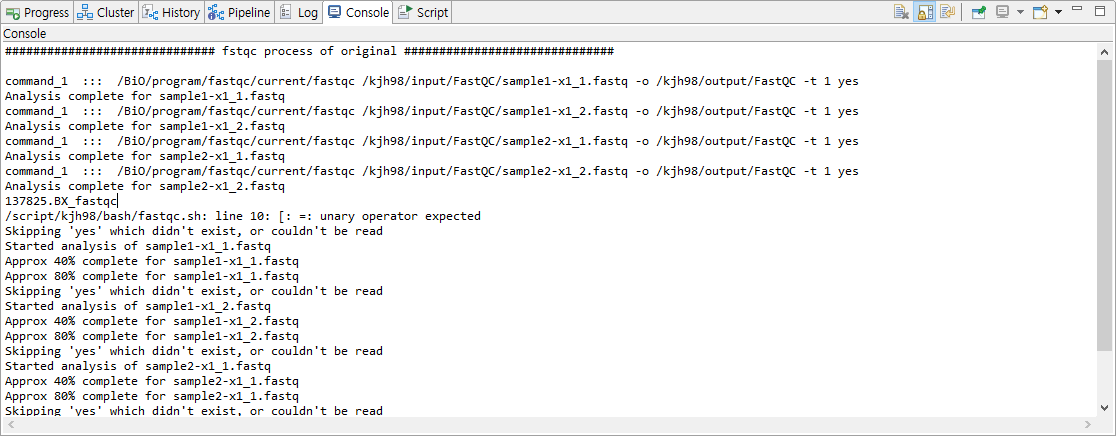 Progress Cluster History Pipeline Log Console Script
Console
############################## fstqc process of original ##############################
command_1 ::: /BiO/program/fastqc/current/fastqc /kjh98/input/FastQC/sample1-x1_1.fastq -o /kjh98/output/FastQC -t 1 yes
Analysis complete for sample1-x1_1.fastq
command_1 ::: /BiO/program/fastqc/current/fastqc /kjh98/input/FastQC/sample1-x1_2.fastq -o /kjh98/output/FastQC -t 1 yes
Analysis complete for sample1-x1_2.fastq
command_1 ::: /BiO/program/fastqc/current/fastqc /kjh98/input/FastQC/sample2-x1_1.fastq -o /kjh98/output/FastQC -t 1 yes
Analysis complete for sample2-x1_1.fastq
command_1 ::: /BiO/program/fastqc/current/fastqc /kjh98/input/FastQC/sample2-x1_2.fastq -o /kjh98/output/FastQC -t 1 yes
Analysis complete for sample2-x1_2.fastq
137825.BX_fastqc
/script/kjh98/bash/fastqc.sh: line 10: [: =: unary operator expected
Skipping 'yes' which didn't exist, or couldn't be read
Started analysis of sample1-x1_1.fastq
Approx 40% complete for sample1-x1_1.fastq
Approx 80% complete for sample1-x1_1.fastq
Skipping 'yes' which didn't exist, or couldn't be read
Started analysis of sample1-x1_2.fastq
Approx 40% complete for sample1-x1_2.fastq
Approx 80% complete for sample1-x1_2.fastq
Skipping 'yes' which didn't exist, or couldn't be read
Started analysis of sample2-x1_1.fastq
Approx 40% complete for sample2-x1_1.fastq
Approx 80% complete for sample2-x1_1.fastq
Skipping 'yes' which didn't exist, or couldn't be read